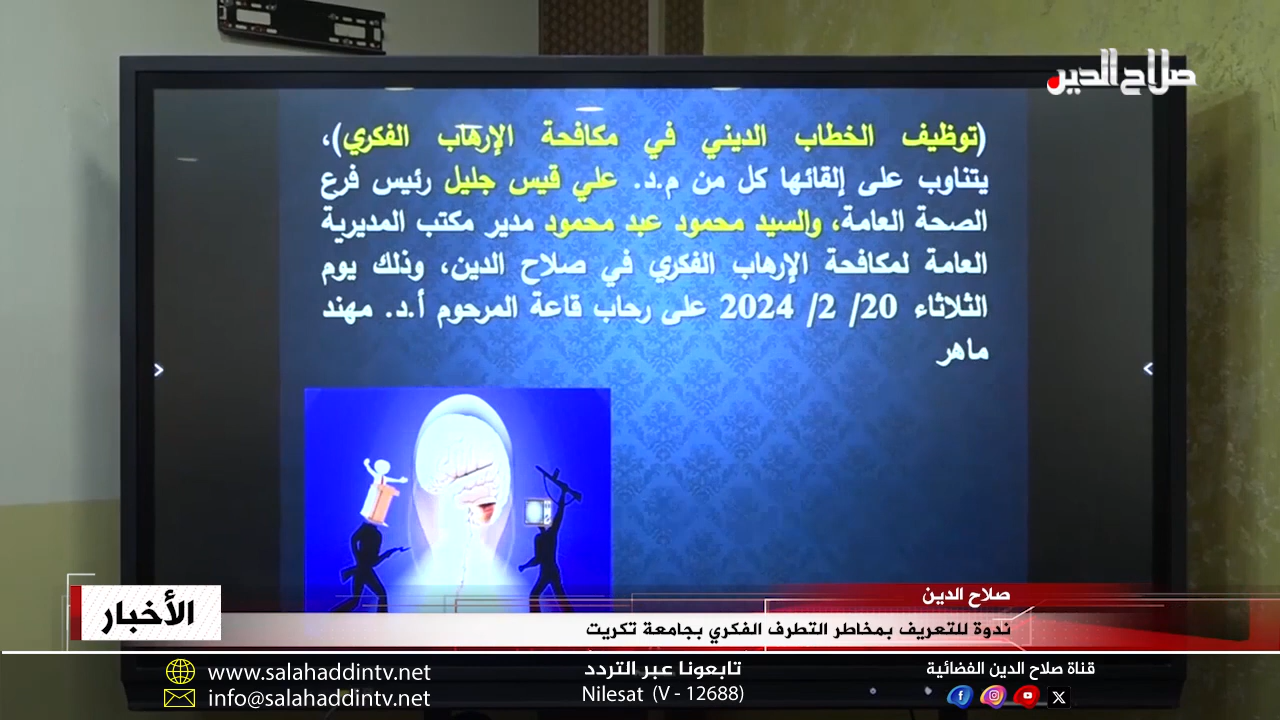 صلاح الدين
(توظيف الخطاب الديني في مكافحة الإرهاب الفكري)،
يتناوب على إلقائها كل من م.د. علي قيس جليل رئيس فرع
الصحة العامة، والسيد محمود عبد محمود مدير مكتب المديرية
العامة لمكافحة الإرهاب الفكري في صلاح الدين، وذلك يوم
الثلاثاء 20/ 2/ 2024 على رحاب قاعة المرحوم أ.د. مهند
ماهر
صلاح الدين
الأخبار
ندوة للتعريف بمخاطر التطرف الفكري بجامعة تكريت
قناة صلاح الدين الفضائية
تابعونا عبر التردد
Nilesat (V - 12688)
www.salahaddintv.net
info@salahaddintv.net